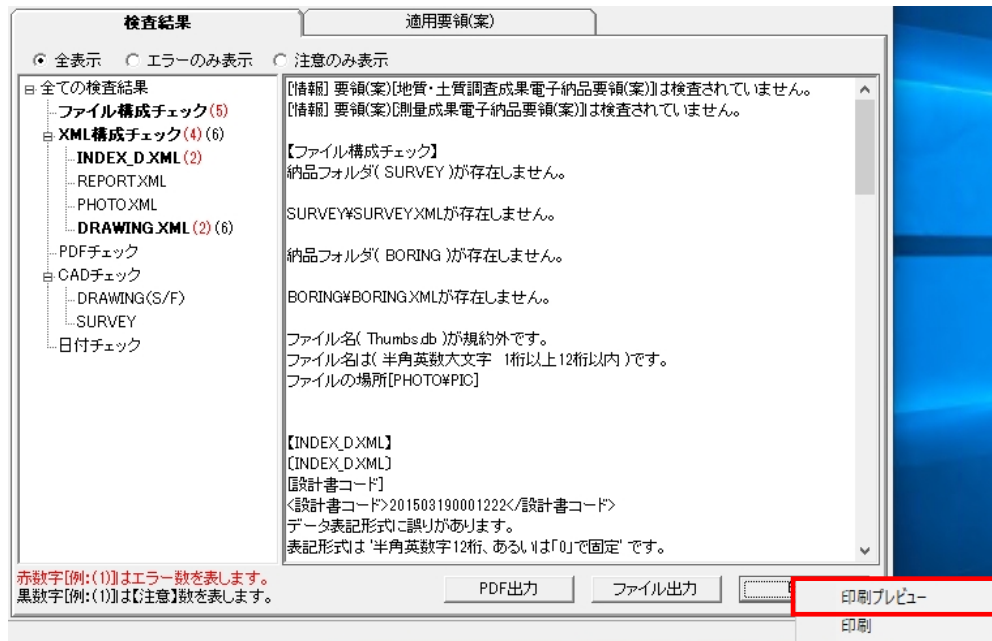 検査結果
適用要領(案)
全表示 エラーのみ表示 注意のみ表示
全ての検査結果
ファイル構成チェック(5)
XML構成チェック(4)(6)
INDEX_D.XML(2)
REPORT.XML
PHOTO.XML
DRAWING.XML(2)(6)
PDFチェック
CADチェック
DRAWING(S/F)
SURVEY
日付チェック
[情報] 要領(案)[地質・土質調査成果電子納品要領(案)]は検査されていません。
[情報] 要領(案)[測量成果電子納品要領(案)]は検査されていません。
【ファイル構成チェック】
納品フォルダ( SURVEY )が存在しません。
SURVEY¥SURVEY.XMLが存在しません。
納品フォルダ( BORING )が存在しません。
BORING¥BORING.XMLが存在しません。
ファイル名( Thumbs.db )が規約外です。
ファイル名は( 半角英数大文字 1桁以上12桁以内 )です。
ファイルの場所[PHOTO¥PIC]
【INDEX_D.XML】
[INDEX_D.XML]
[設計書コード]
<設計書コード>201503190001222</設計書コード>
データ表記形式に誤りがあります。
表記形式は '半角英数字12桁、あるいは「0」で固定' です。
赤数字[例:(1)]はエラー数を表します。
黒数字[例:(1)]は【注意】数を表します。
PDF出力
ファイル出力
印刷プレビュー
印刷